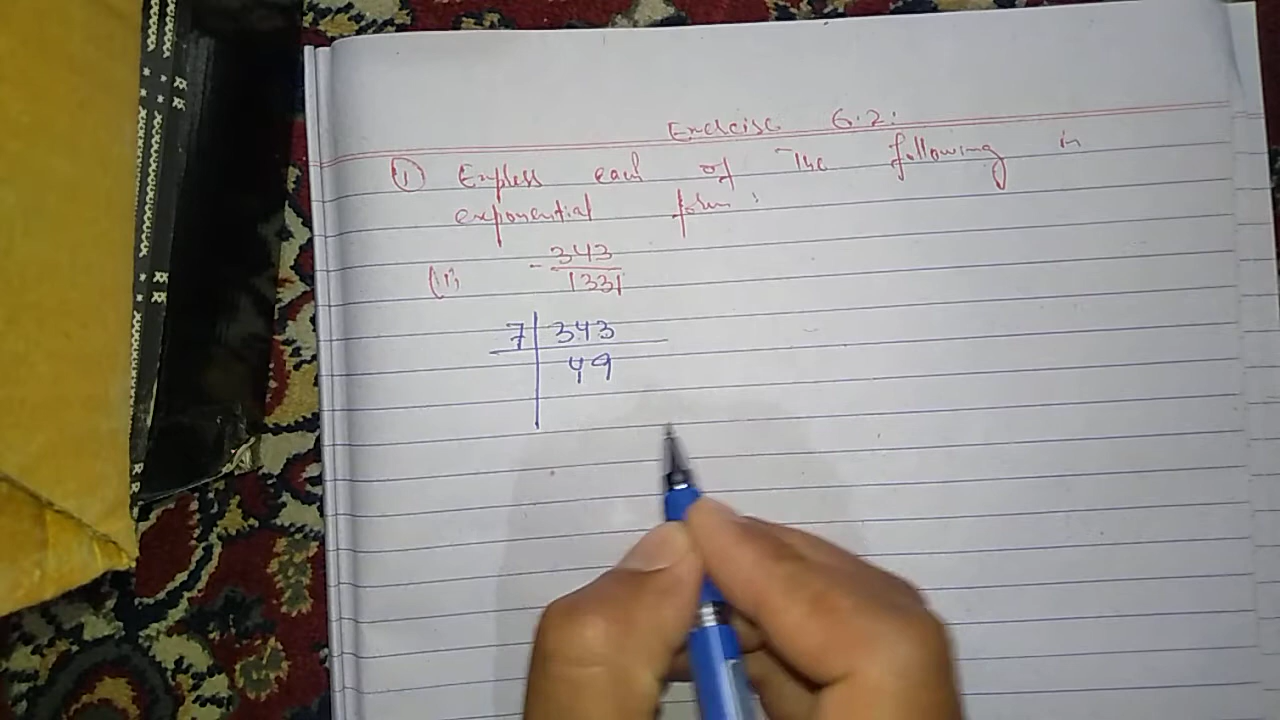 Exercise 6.2:
① Express each of The following in
exponential form:
(ii) -343/1331
7 | 343
49